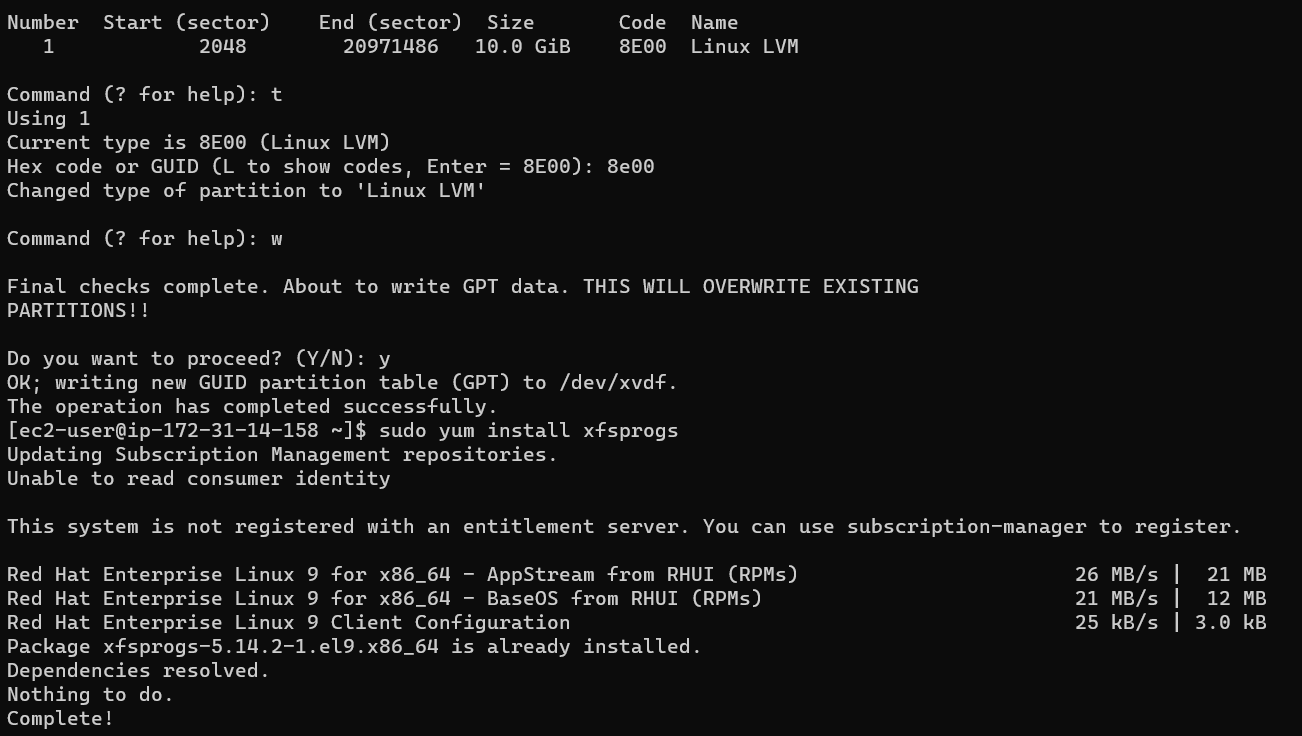 Number  Start (sector)    End (sector)  Size       Code  Name
   1            2048        20971486   10.0 GiB    8E00  Linux LVM
Command (? for help): t
Using 1
Current type is 8E00 (Linux LVM)
Hex code or GUID (L to show codes, Enter = 8E00): 8e00
Changed type of partition to 'Linux LVM'
Command (? for help): w
Final checks complete. About to write GPT data. THIS WILL OVERWRITE EXISTING
PARTITIONS!!
Do you want to proceed? (Y/N): y
OK; writing new GUID partition table (GPT) to /dev/xvdf.
The operation has completed successfully.
[ec2-user@ip-172-31-14-158 ~]$ sudo yum install xfsprogs
Updating Subscription Management repositories.
Unable to read consumer identity
This system is not registered with an entitlement server. You can use subscription-manager to register.
Red Hat Enterprise Linux 9 for x86_64 - AppStream from RHUI (RPMs)                       26 MB/s |  21 MB
Red Hat Enterprise Linux 9 for x86_64 - BaseOS from RHUI (RPMs)                          21 MB/s |  12 MB
Red Hat Enterprise Linux 9 Client Configuration                                          25 kB/s | 3.0 kB
Package xfsprogs-5.14.2-1.el9.x86_64 is already installed.
Dependencies resolved.
Nothing to do.
Complete!